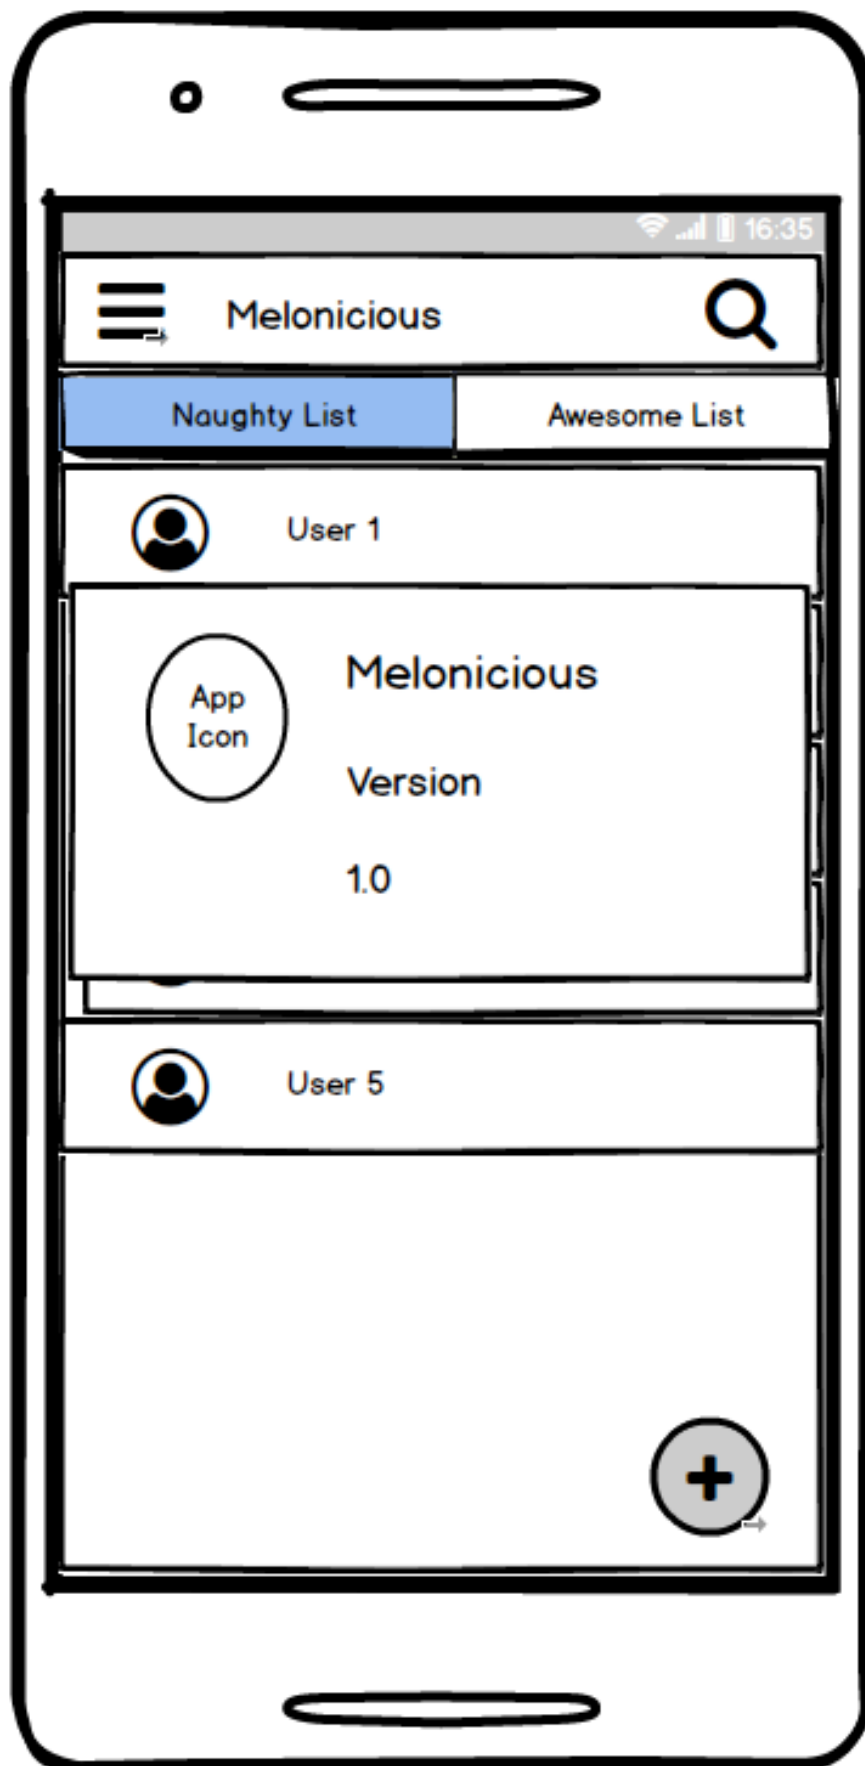 16:35
Melonicious
Naughty List
Awesome List
User 1
App
Icon
Melonicious
Version
1.0
User 5